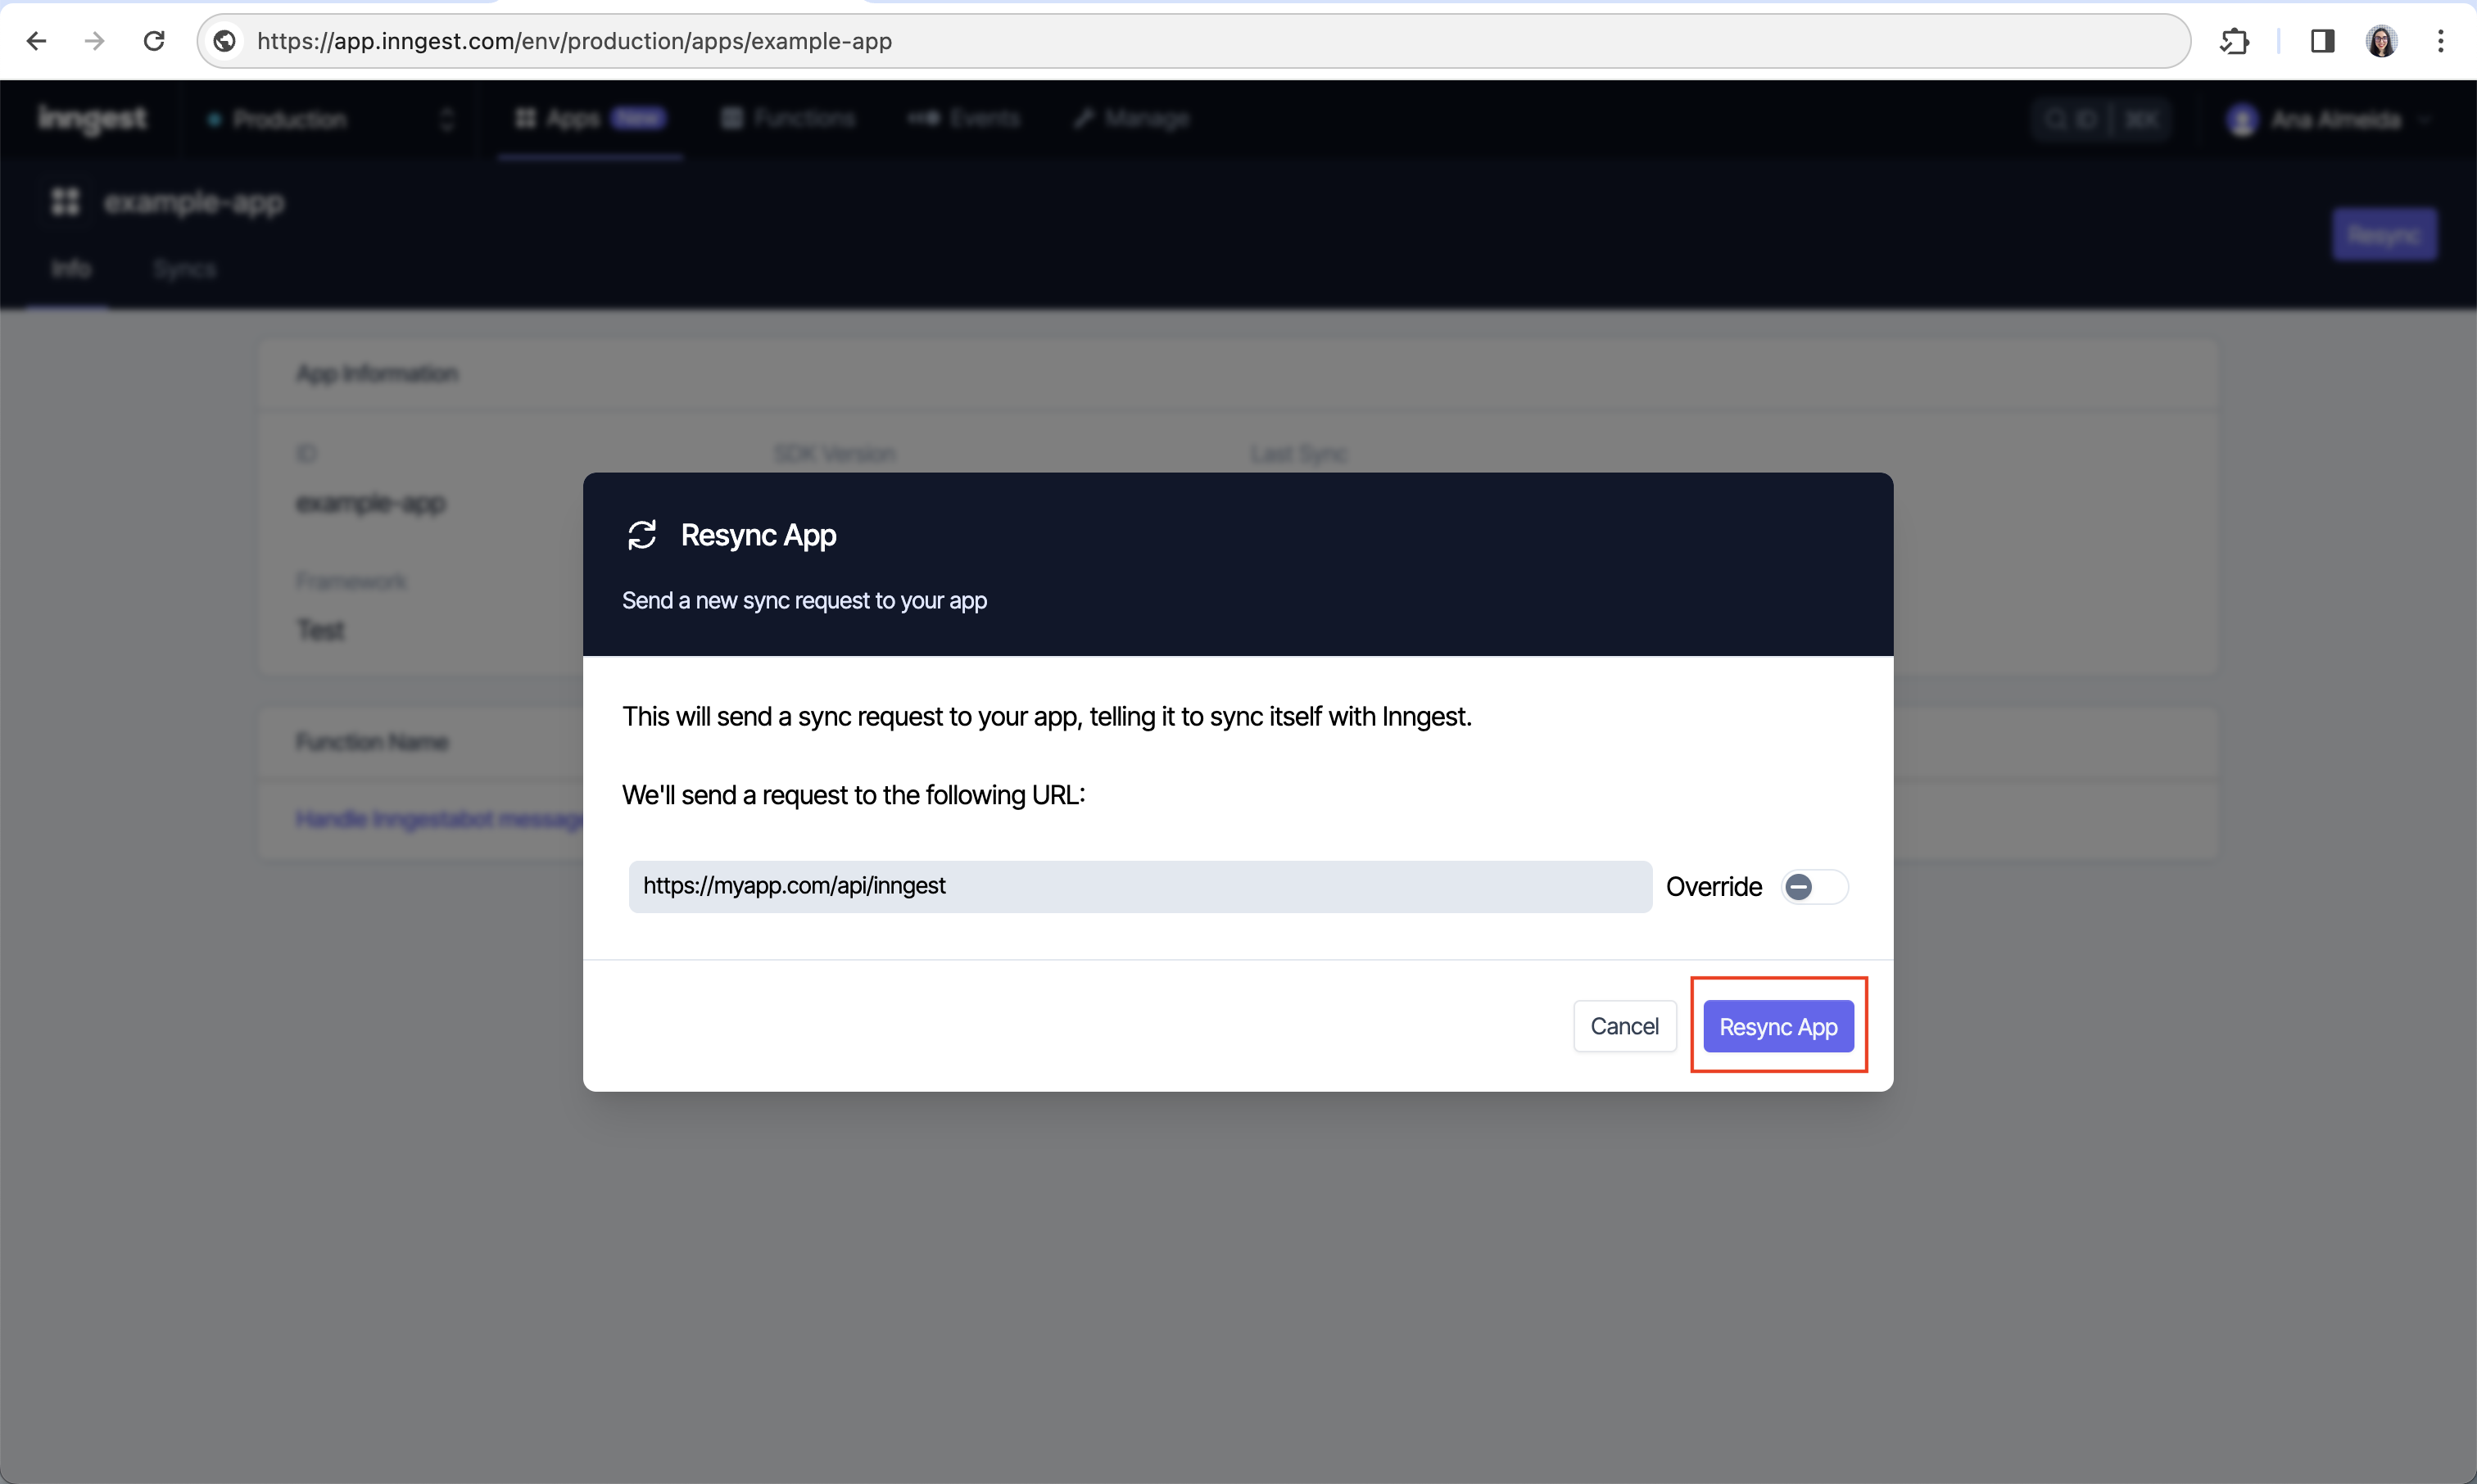 https://app.inngest.com/env/production/apps/example-app
inngest
Production
Apps New
Functions
Events
Manage
ID
⌘K
Ana Almeida
example-app
Resync
Info
Syncs
App Information
ID
SDK Version
Last Sync
example-app
Framework
Test
Function Name
Handle Inngestabot message
Resync App
Send a new sync request to your app
This will send a sync request to your app, telling it to sync itself with Inngest.
We'll send a request to the following URL:
https://myapp.com/api/inngest
Override
Cancel
Resync App